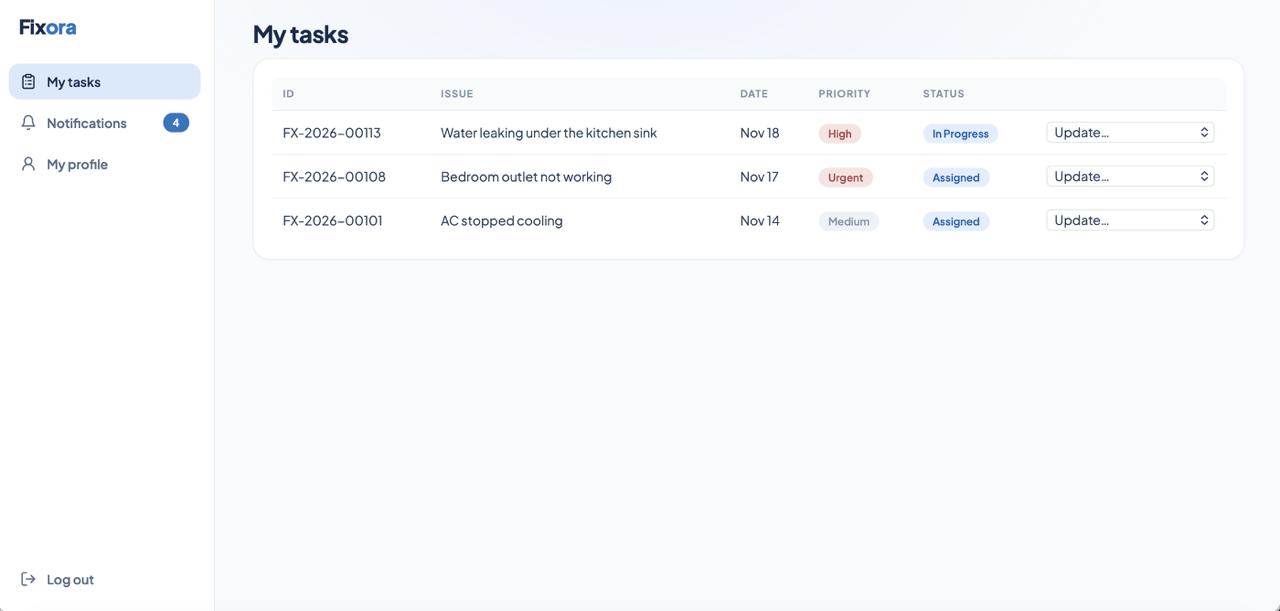 Fixora
My tasks
Notifications 4
My profile
Log out
My tasks
ID ISSUE DATE PRIORITY STATUS
FX-2026-00113 Water leaking under the kitchen sink Nov 18 High In Progress Update...
FX-2026-00108 Bedroom outlet not working Nov 17 Urgent Assigned Update...
FX-2026-00101 AC stopped cooling Nov 14 Medium Assigned Update...